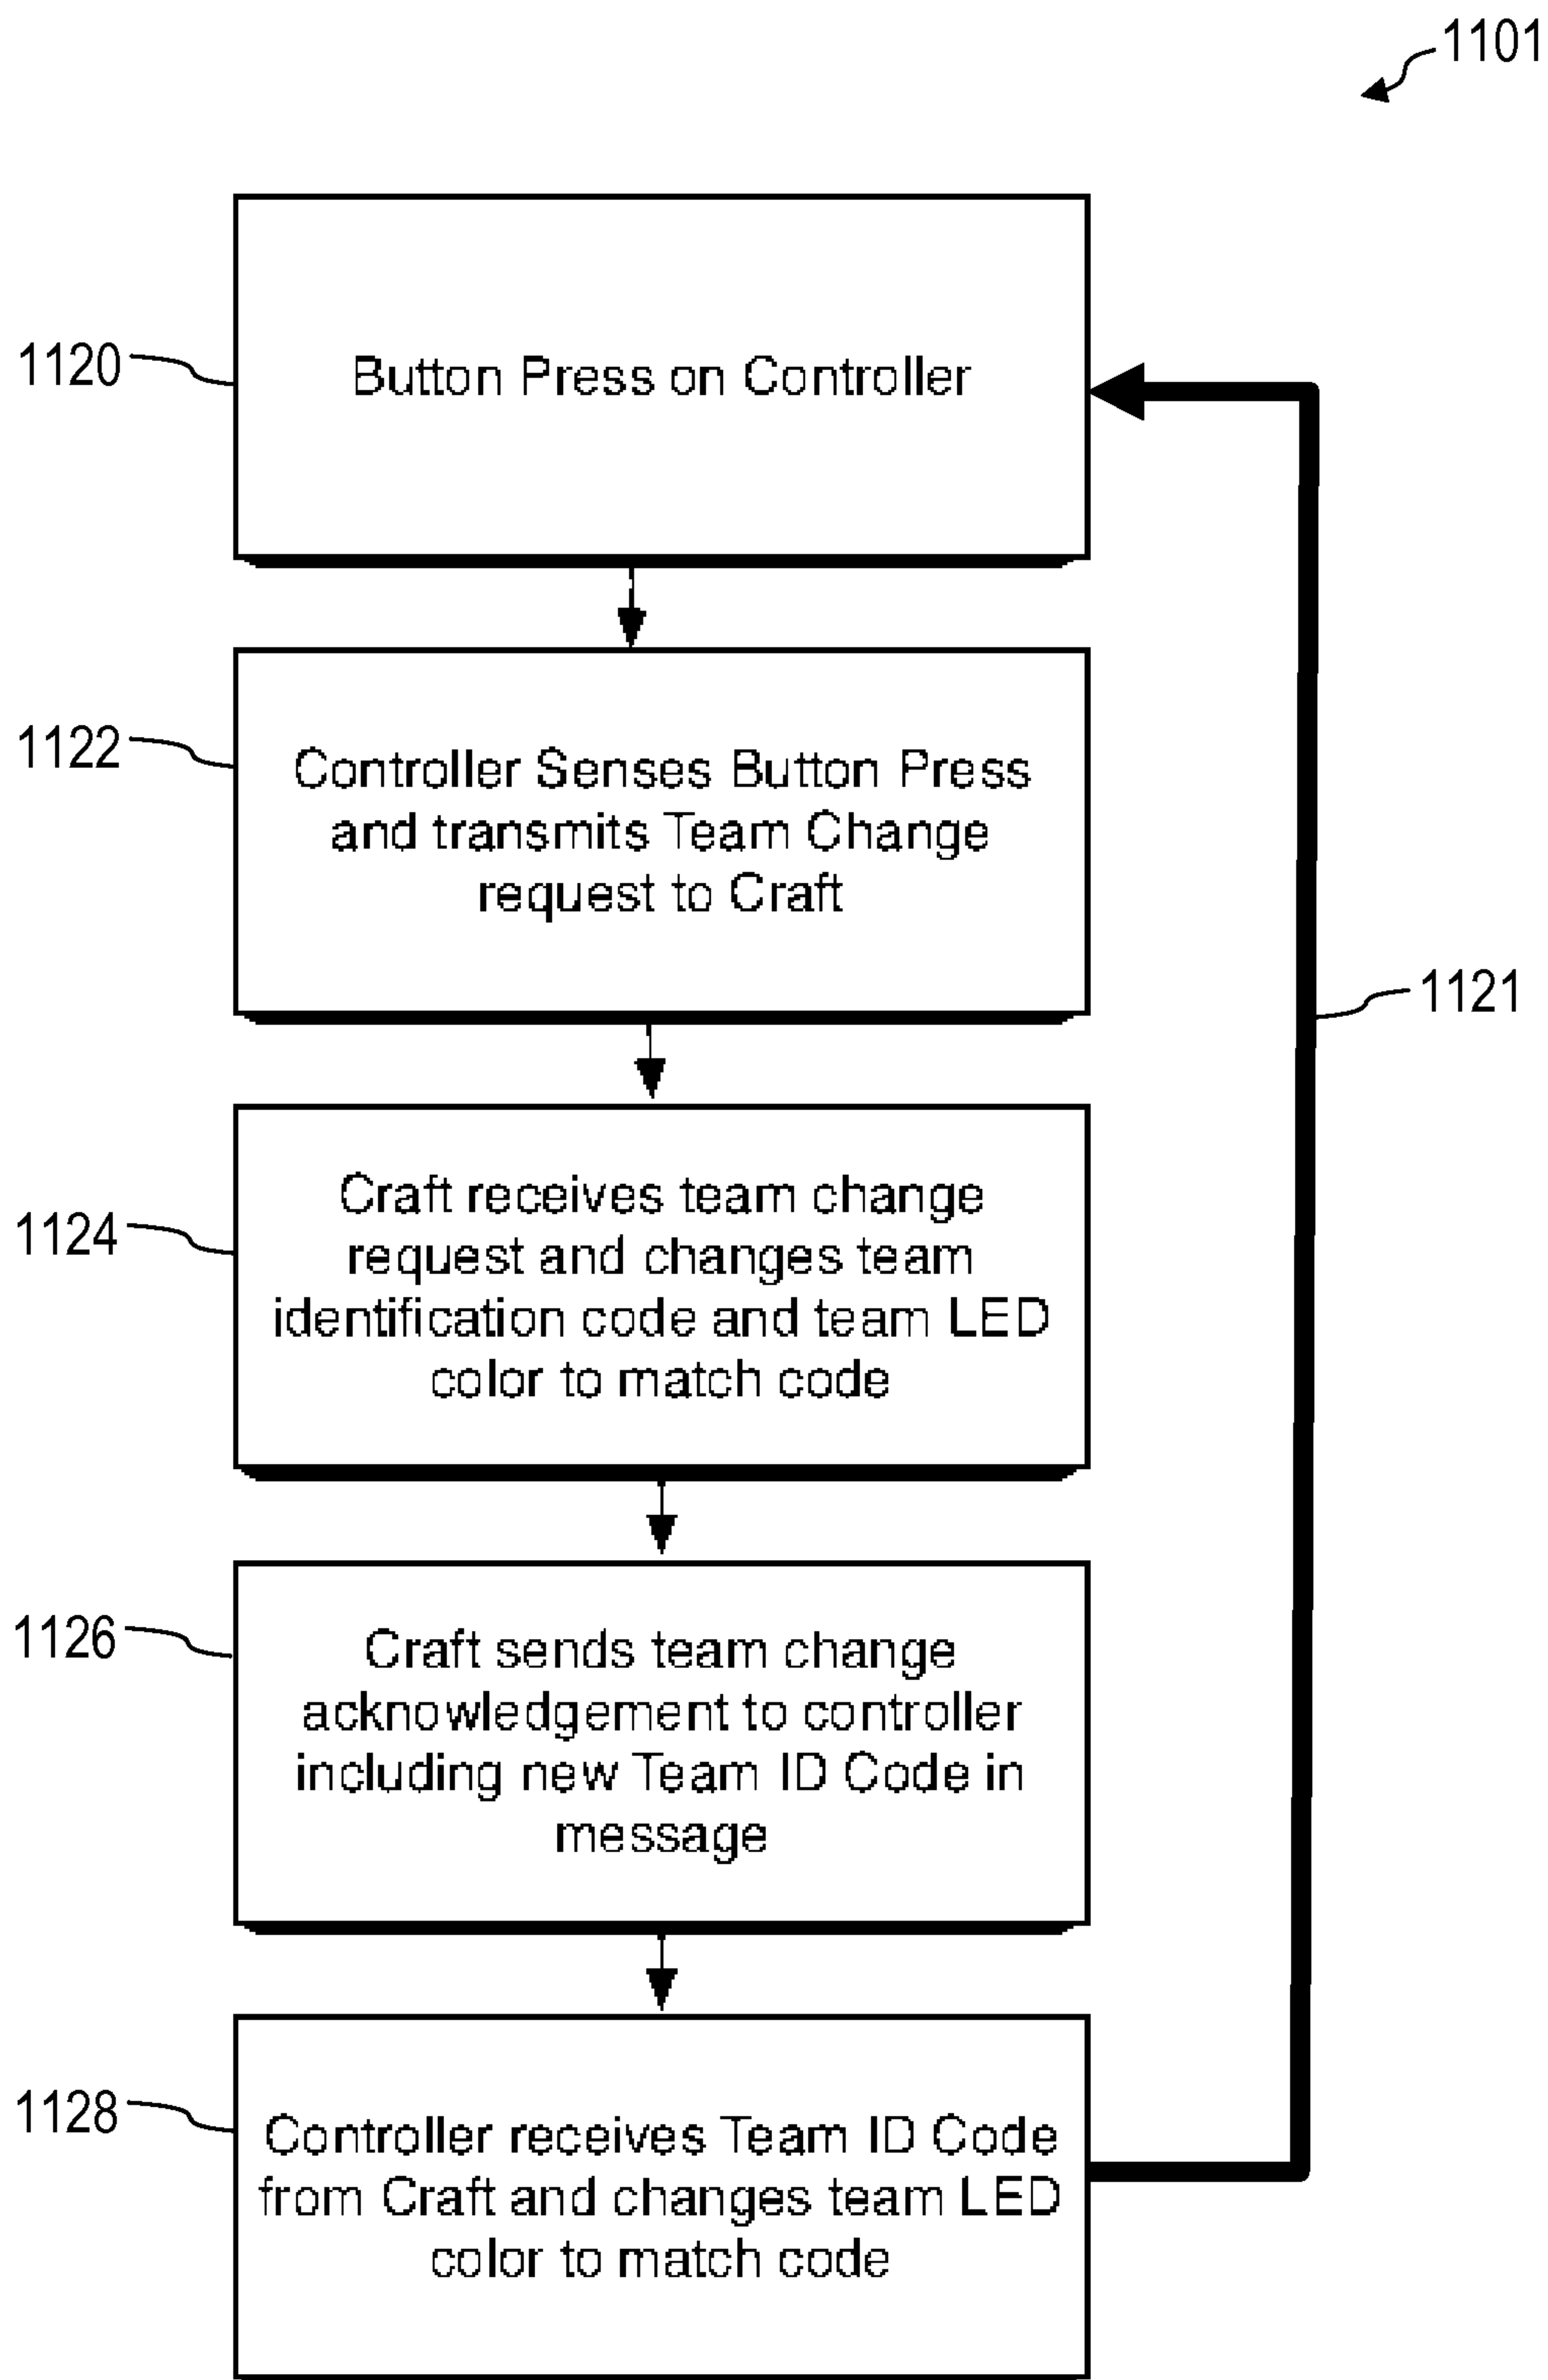 1101
1120
Button Press on Controller
1122
Controller Senses Button Press
and transmits Team Change
request to Craft
1121
1124
Craft receives team change
request and changes team
identification code and team LED
color to match code
1126
Craft sends team change
acknowledgement to controller
including new Team ID Code in
message
1128
Controller receives Team ID Code
from Craft and changes team LED
color to match code